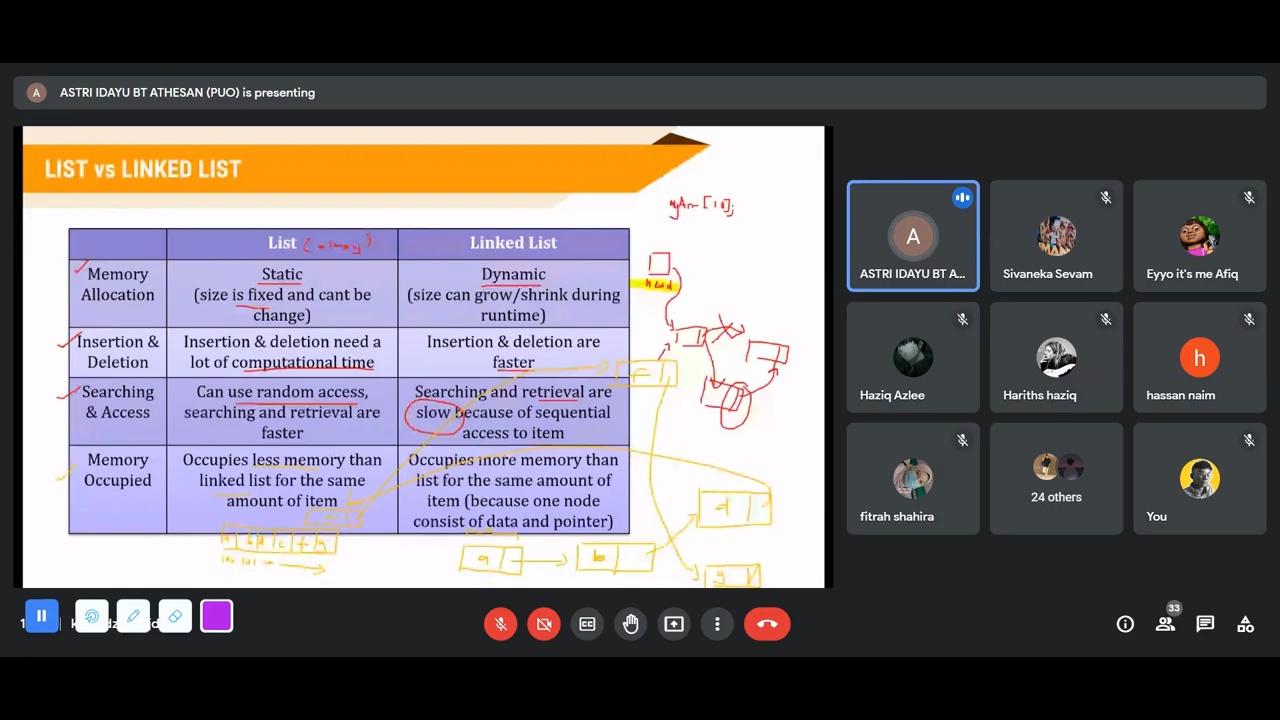 A ASTRI IDAYU BT ATHESAN (PUO) is presenting
LIST vs LINKED LIST
List
Linked List
Memory
Allocation
Static
(size is fixed and cant be
change)
Dynamic
(size can grow/shrink during
runtime)
Insertion &
Deletion
Insertion & deletion need a
lot of computational time
Insertion & deletion are
faster
Searching
& Access
Can use random access,
searching and retrieval are
faster
Searching and retrieval are
slow because of sequential
access to item
Memory
Occupied
Occupies less memory than
linked list for the same
amount of item
Occupies more memory than
list for the same amount of
item (because one node
consist of data and pointer)
head
a
b
d
g
A
ASTRI IDAYU BT A...
Sivaneka Sevam
Eyyo it's me Afiq
Haziq Azlee
Hariths haziq
h
hassan naim
fitrah shahira
24 others
You
33